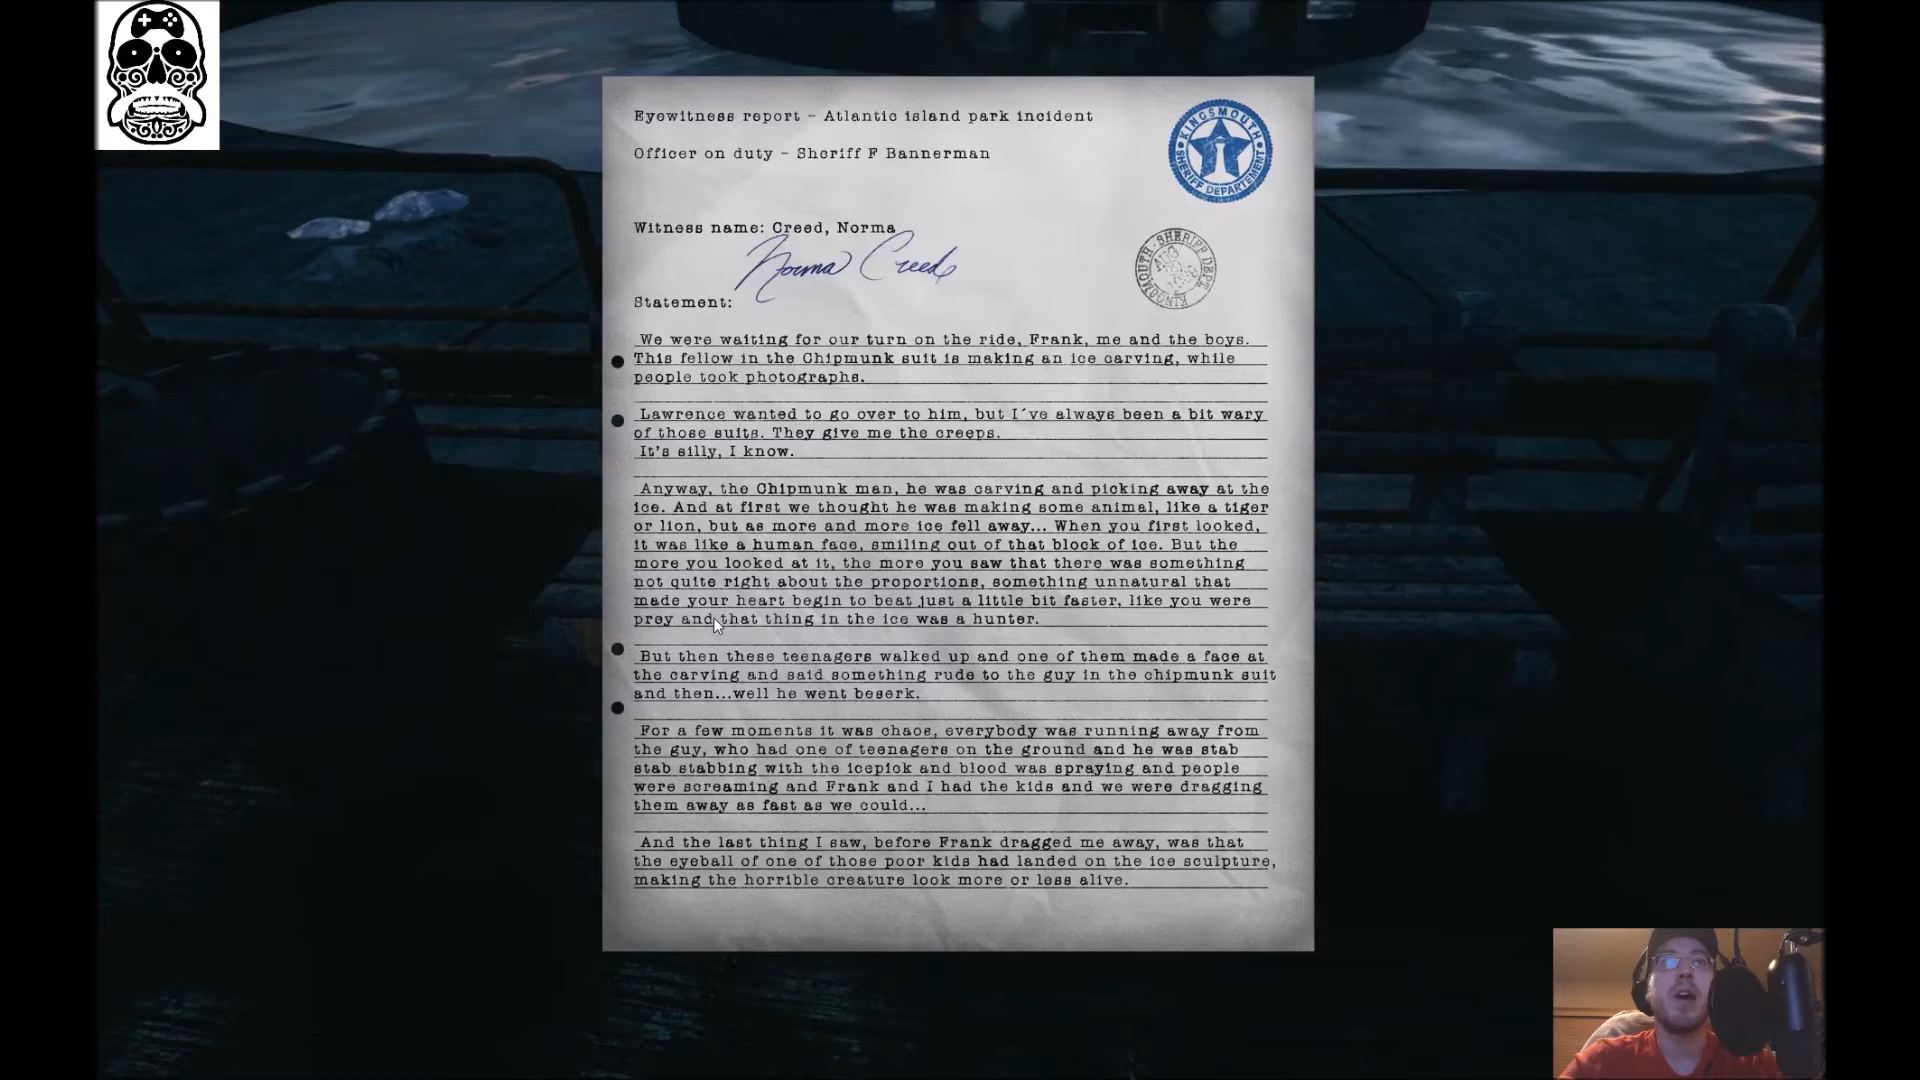 Eyewitness report - Atlantic island park incident
Officer on duty - Sheriff F Bannerman
KINGSMOUTH
SHERIFF DEPARTEMENT
Witness name: Creed, Norma
Norma Creed
KINGSMOUTH - SHERIFF DEPT.
AUG
Statement:
We were waiting for our turn on the ride, Frank, me and the boys.
This fellow in the Chipmunk suit is making an ice carving, while
people took photographs.
Lawrence wanted to go over to him, but I´ve always been a bit wary
of those suits. They give me the creeps.
It's silly, I know.
Anyway, the Chipmunk man, he was carving and picking away at the
ice. And at first we thought he was making some animal, like a tiger
or lion, but as more and more ice fell away... When you first looked,
it was like a human face, smiling out of that block of ice. But the
more you looked at it, the more you saw that there was something
not quite right about the proportions, something unnatural that
made your heart begin to beat just a little bit faster, like you were
prey and that thing in the ice was a hunter.
But then these teenagers walked up and one of them made a face at
the carving and said something rude to the guy in the chipmunk suit
and then...well he went beserk.
For a few moments it was chaos, everybody was running away from
the guy, who had one of teenagers on the ground and he was stab
stab stabbing with the icepick and blood was spraying and people
were screaming and Frank and I had the kids and we were dragging
them away as fast as we could...
And the last thing I saw, before Frank dragged me away, was that
the eyeball of one of those poor kids had landed on the ice sculpture,
making the horrible creature look more or less alive.